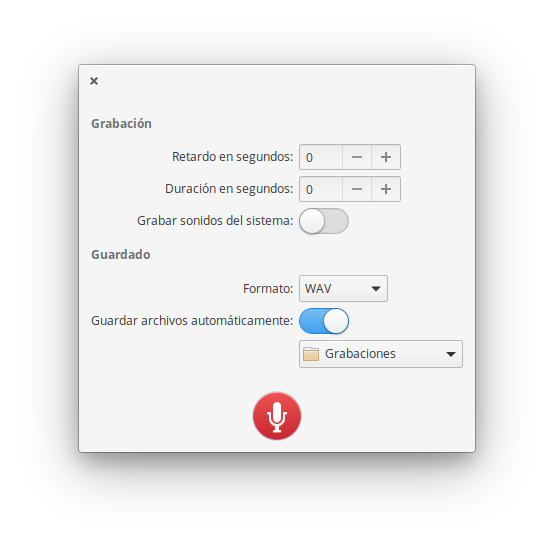 Grabación
Retardo en segundos: 0
Duración en segundos: 0
Grabar sonidos del sistema:
Guardado
Formato: WAV
Guardar archivos automáticamente:
Grabaciones